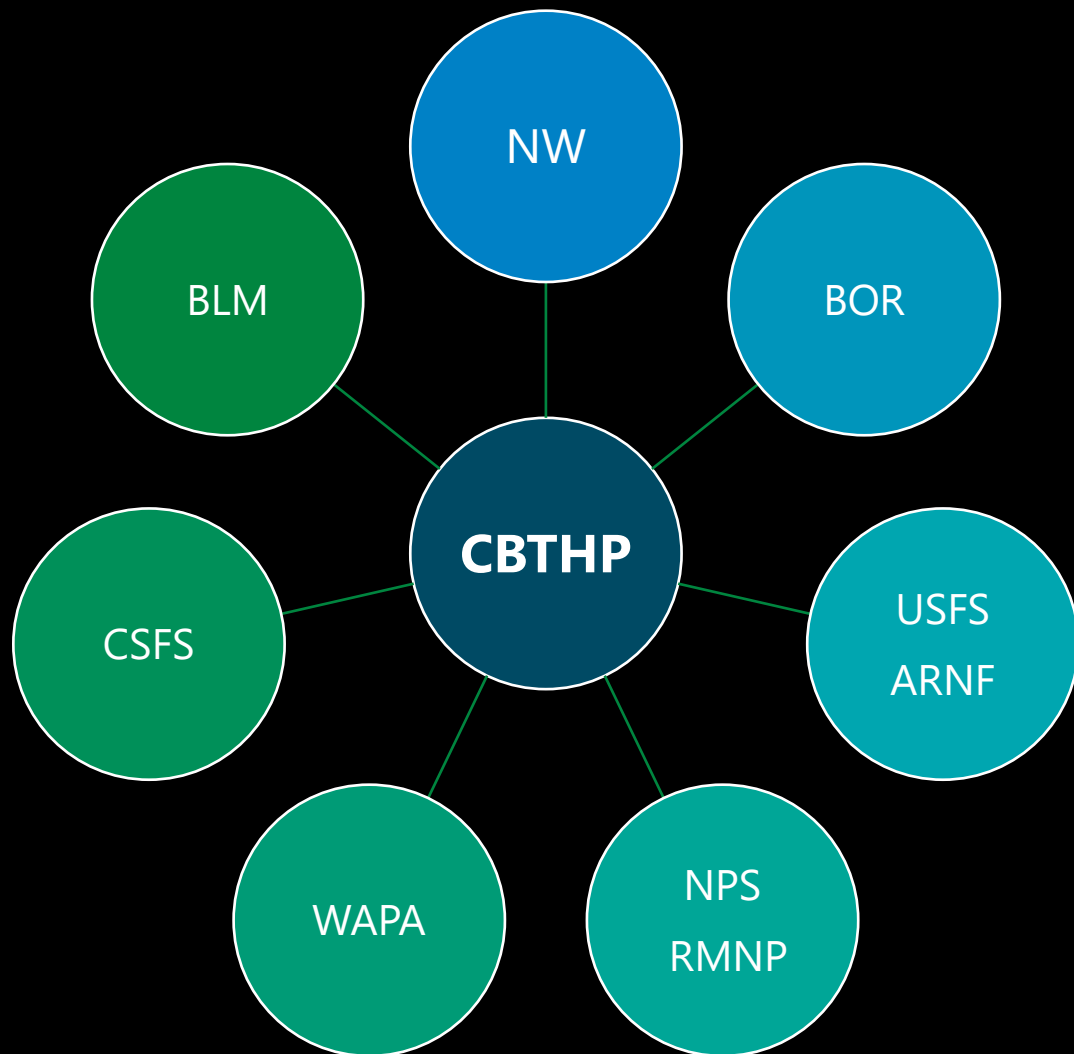 NW
BLM
BOR
CBTHP
USFS
ARNF
CSFS
NPS
RMNP
WAPA